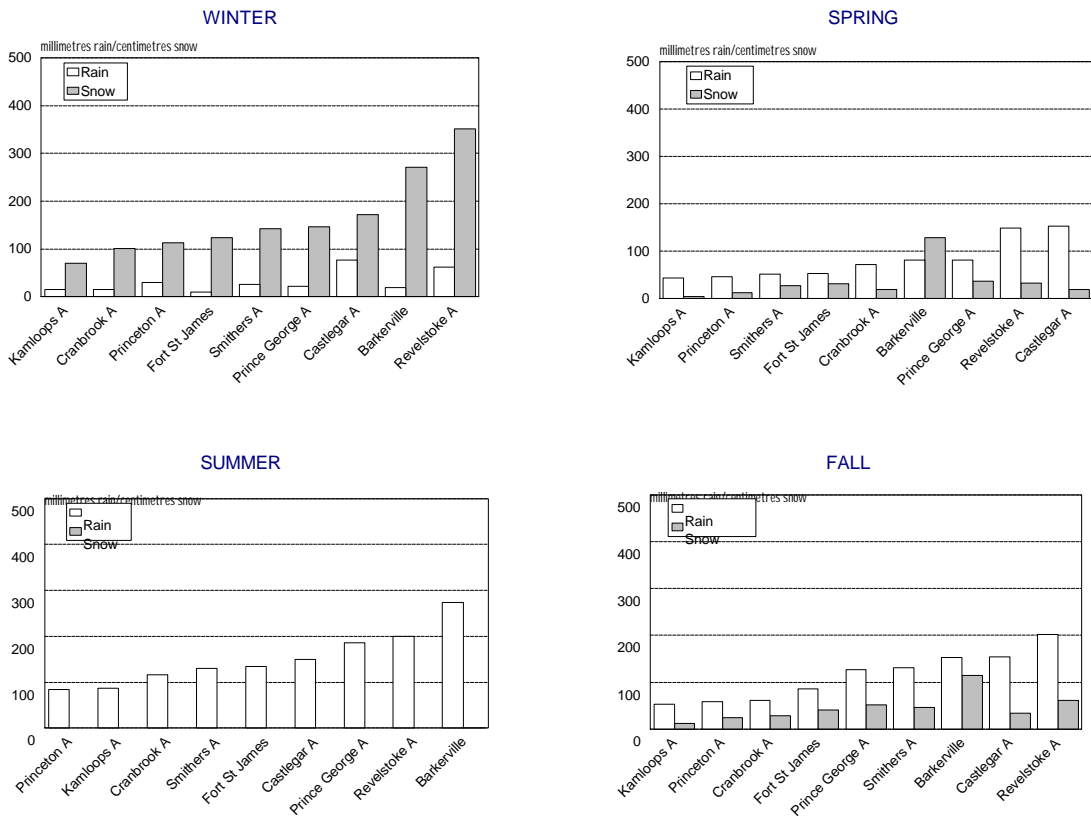 WINTER
millimetres rain/centimetres snow
500
Rain
Snow
400
300
200
100
0
Kamloops A
Cranbrook A
Princeton A
Fort St James
Smithers A
Prince George A
Castlegar A
Barkerville
Revelstoke A
SPRING
millimetres rain/centimetres snow
500
Rain
Snow
400
300
200
100
0
Kamloops A
Princeton A
Smithers A
Fort St James
Cranbrook A
Barkerville
Prince George A
Revelstoke A
Castlegar A
SUMMER
millimetres rain/centimetres snow
500
Rain
Snow
400
300
200
100
0
Princeton A
Kamloops A
Cranbrook A
Smithers A
Fort St James
Castlegar A
Prince George A
Revelstoke A
Barkerville
FALL
millimetres rain/centimetres snow
500
Rain
Snow
400
300
200
100
0
Kamloops A
Princeton A
Cranbrook A
Fort St James
Prince George A
Smithers A
Barkerville
Castlegar A
Revelstoke A